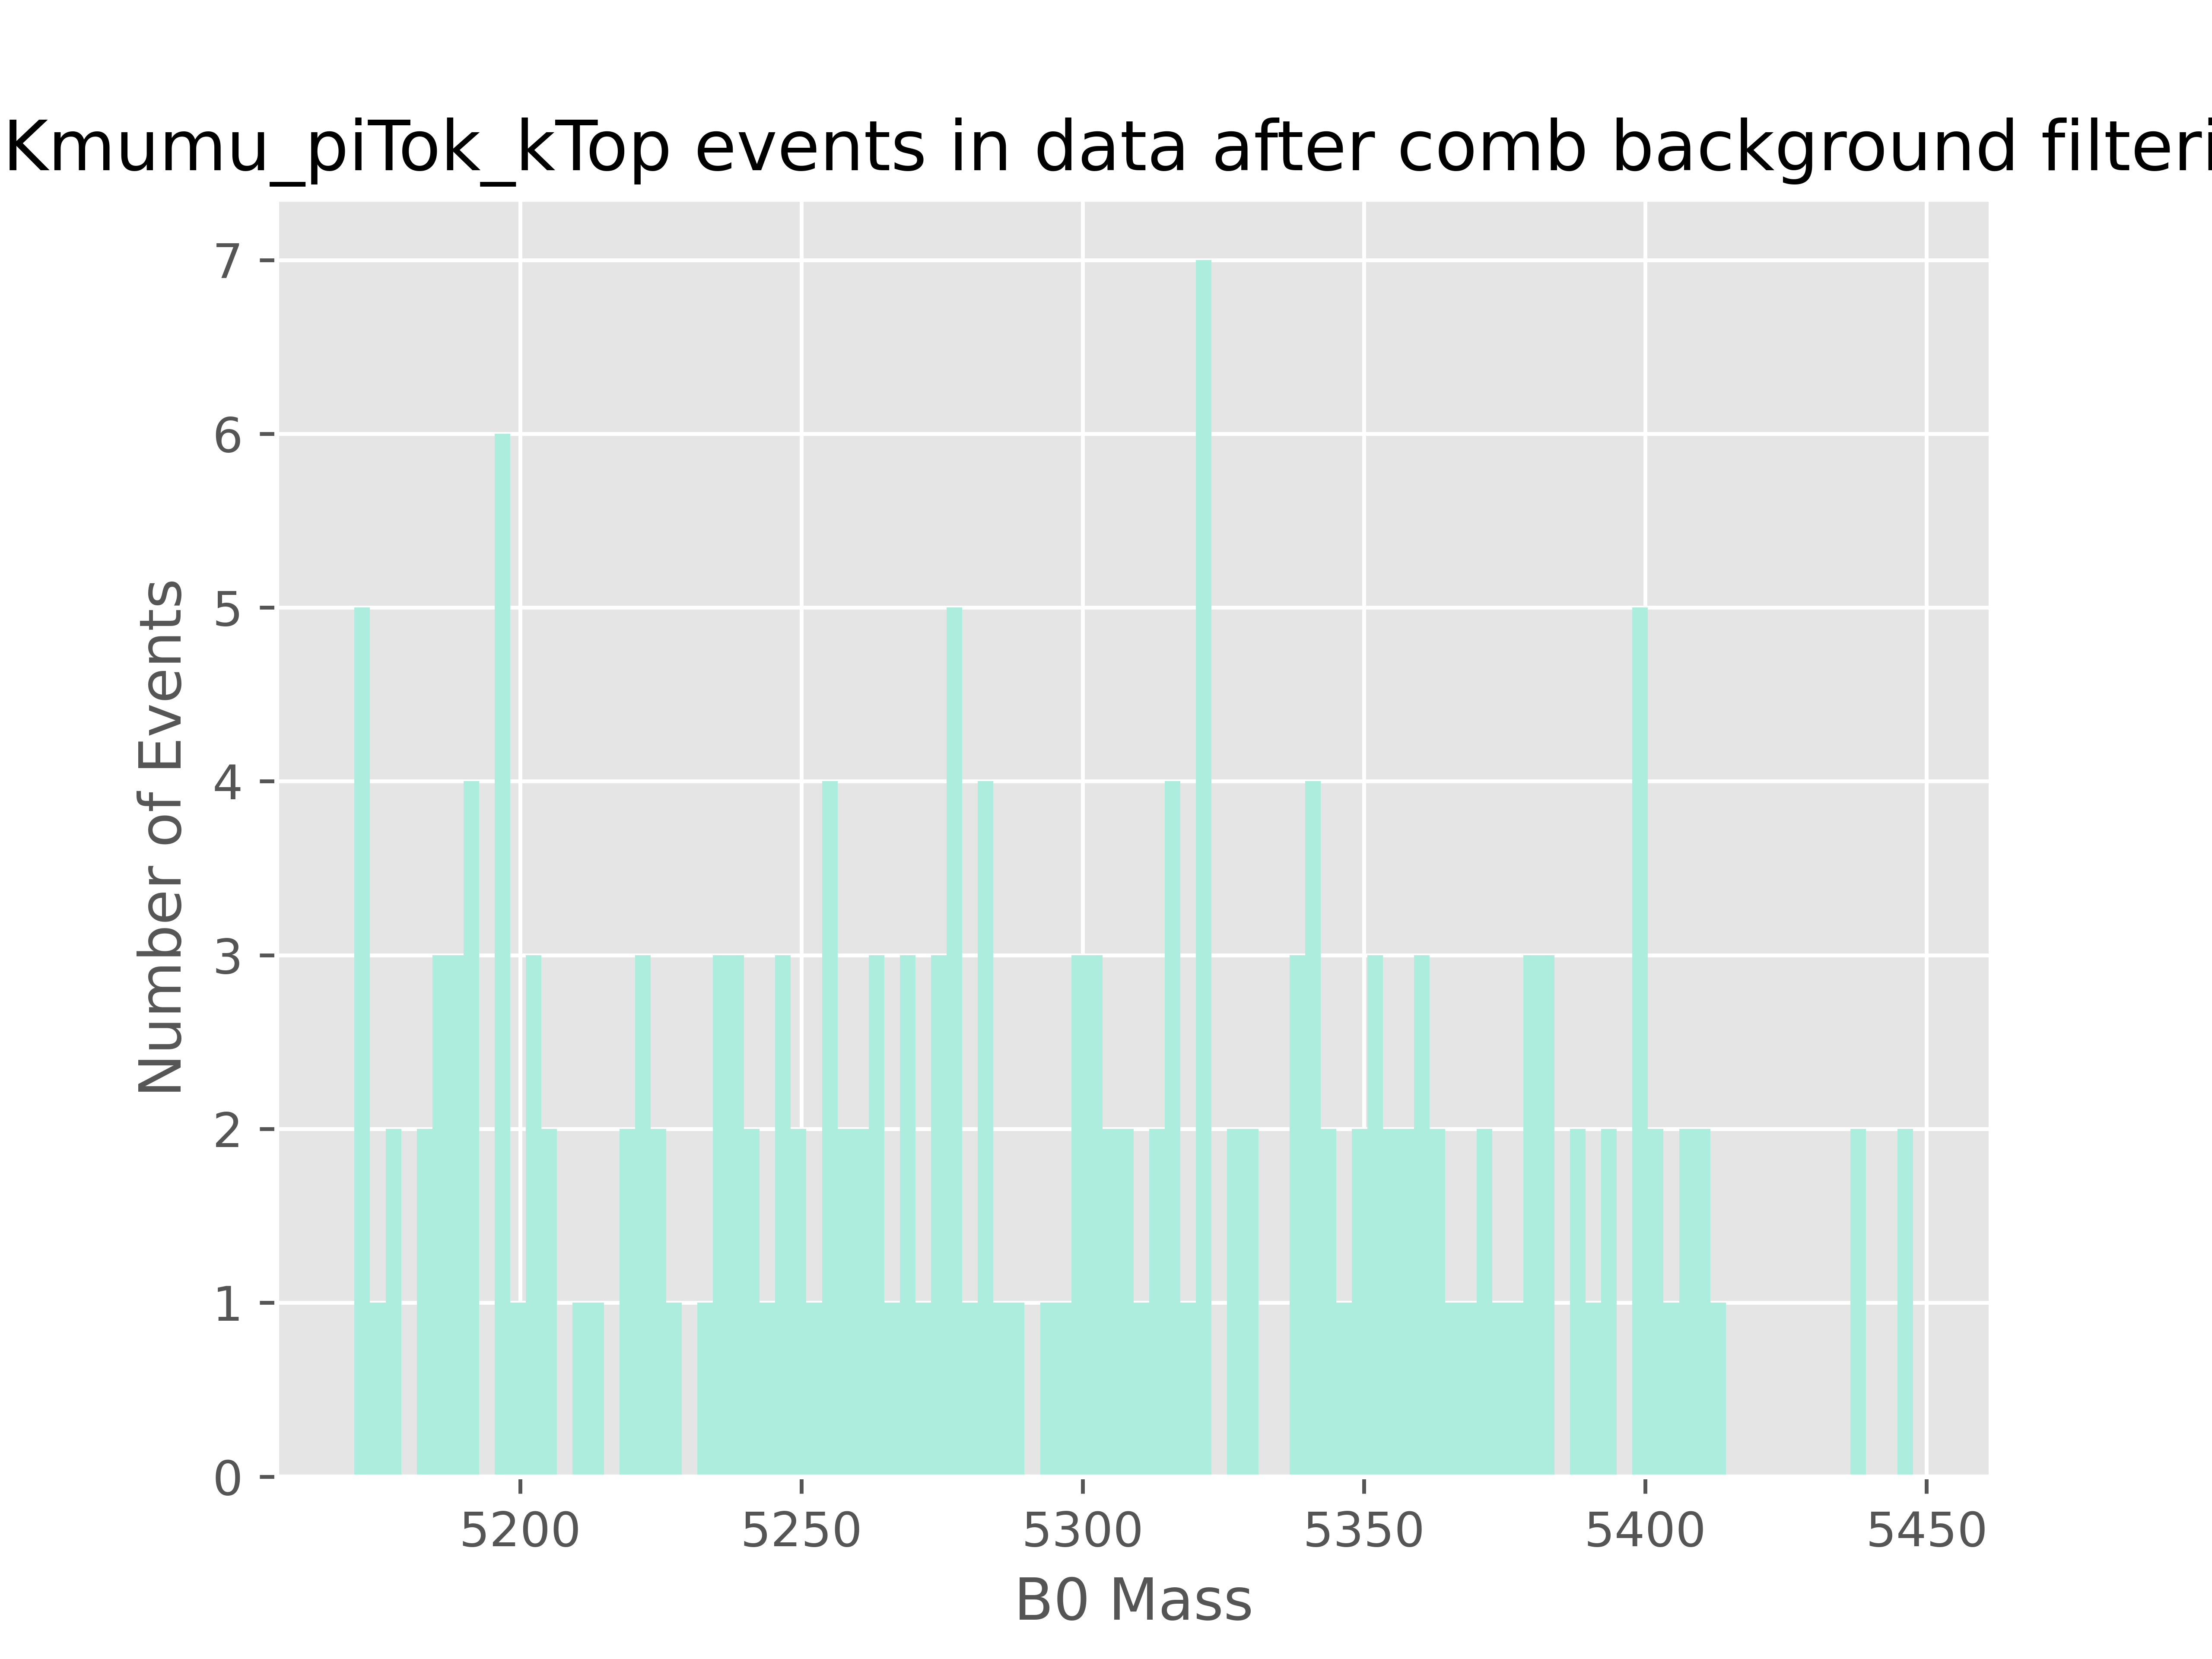 Kmumu_piTok_kTop events in data after comb background filteri
7
6
5
4
3
2
1
0
Number of Events
5200 5250 5300 5350 5400 5450
B0 Mass